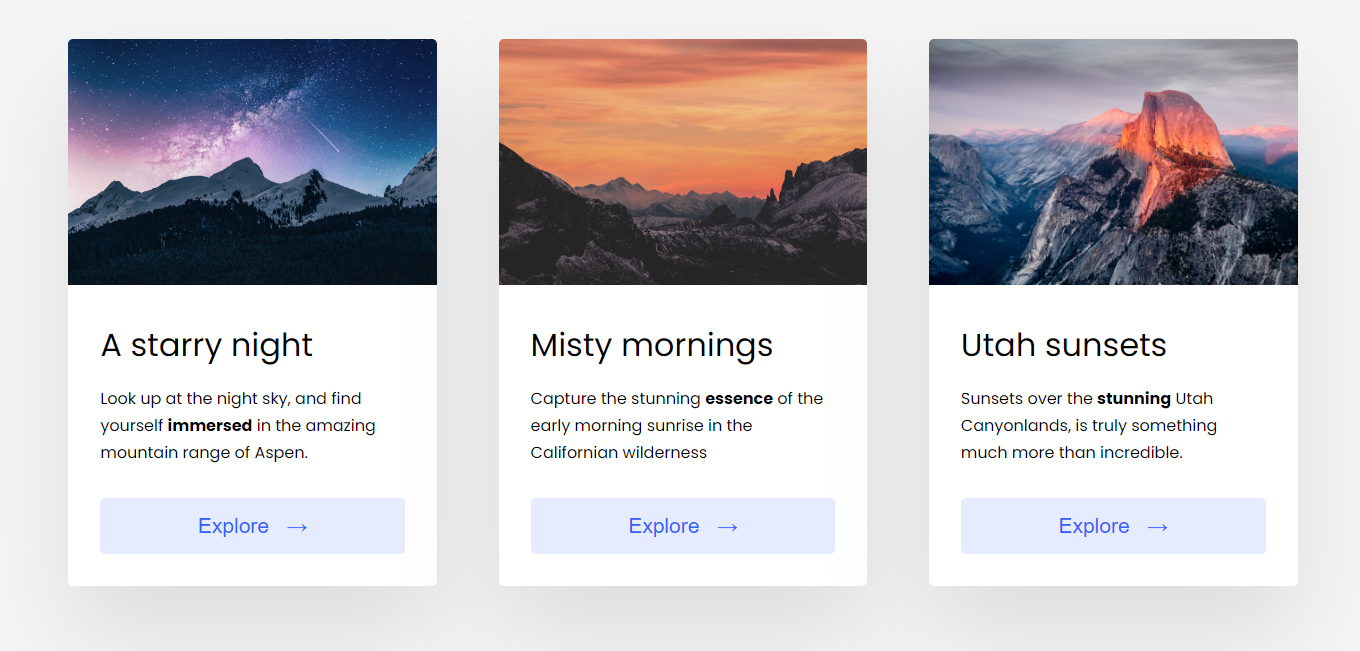 A starry night
Look up at the night sky, and find
yourself immersed in the amazing
mountain range of Aspen.
Explore →
Misty mornings
Capture the stunning essence of the
early morning sunrise in the
Californian wilderness
Explore →
Utah sunsets
Sunsets over the stunning Utah
Canyonlands, is truly something
much more than incredible.
Explore →